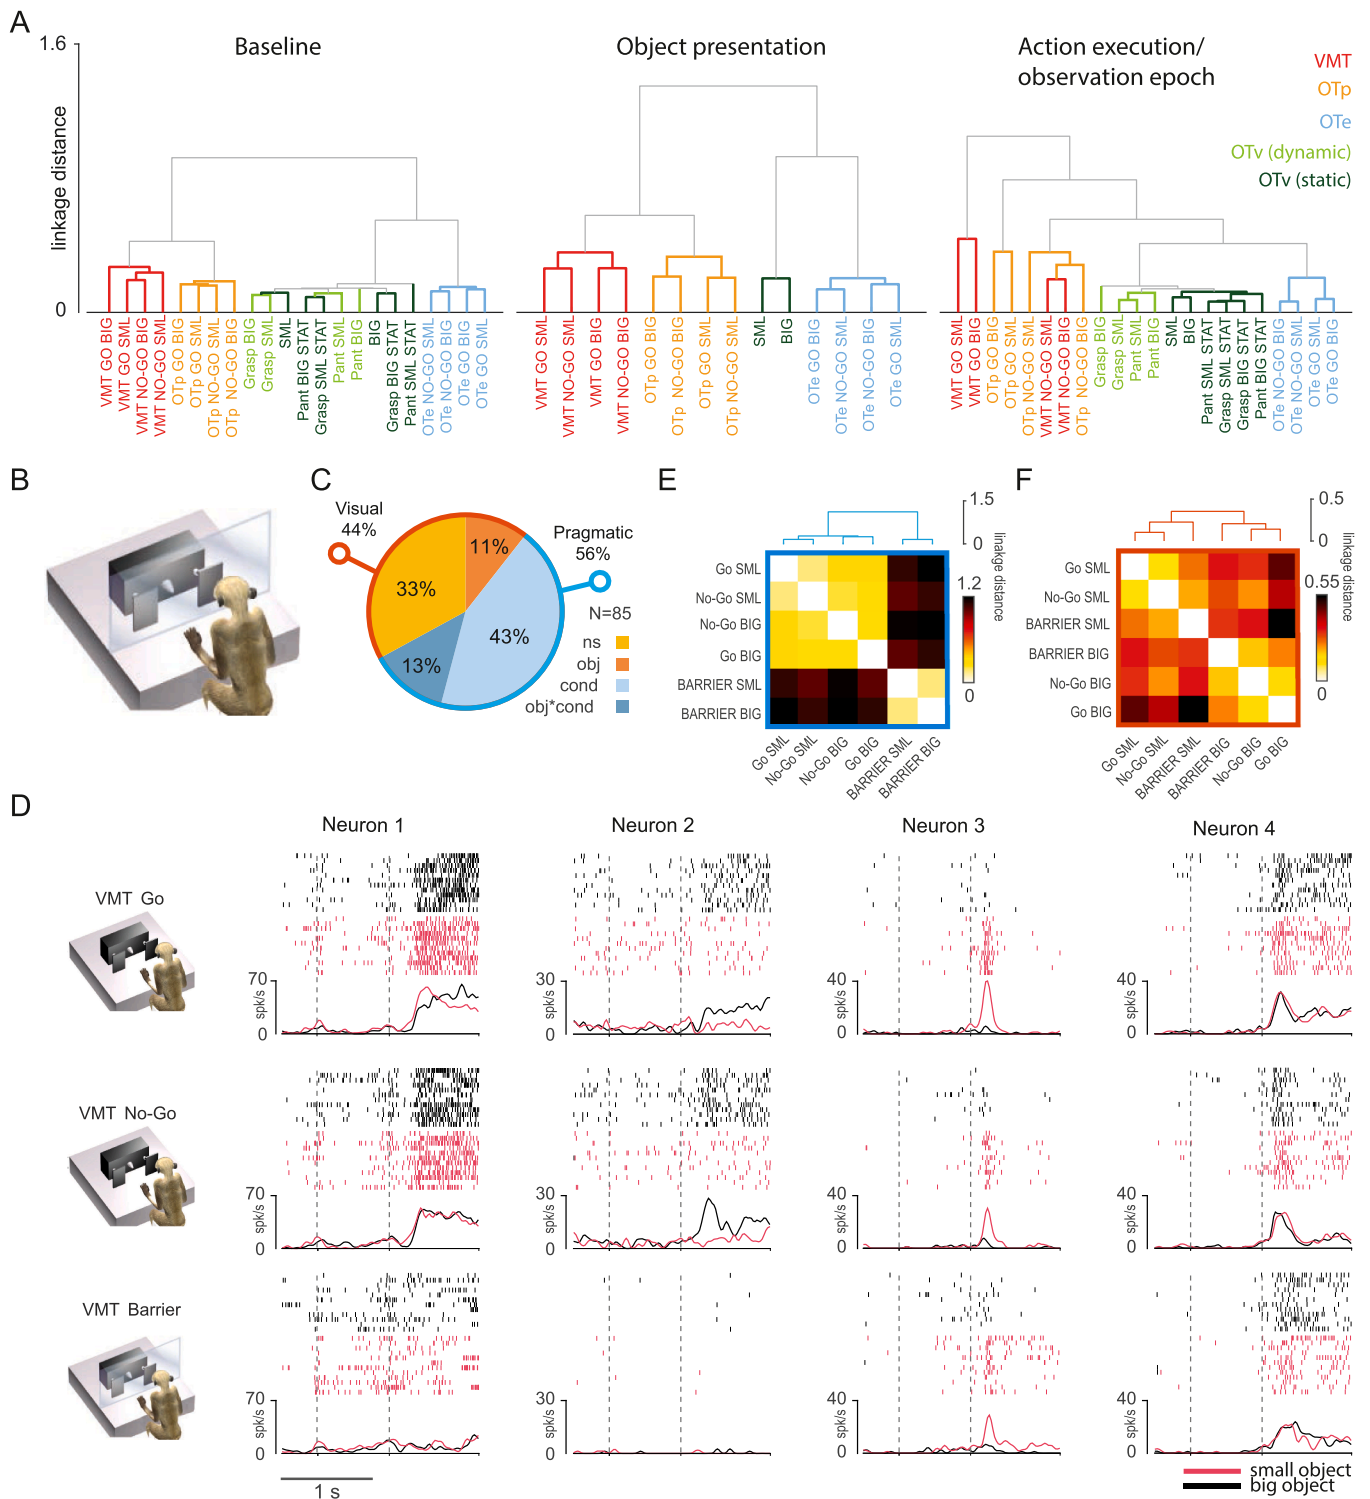 A
1.6
Baseline
Object presentation
Action execution/
observation epoch
VMT
OTp
OTe
OTv (dynamic)
OTv (static)
linkage distance
0
VMT GO BIG
VMT GO SML
VMT NO-GO BIG
VMT NO-GO SML
OTp GO BIG
OTp GO SML
OTp NO-GO SML
OTp NO-GO BIG
Grasp BIG
Grasp SML
SML
Pant BIG STAT
Grasp SML STAT
Pant SML
Pant BIG
BIG
Grasp BIG STAT
Pant SML STAT
OTe NO-GO SML
OTe NO-GO BIG
OTe GO BIG
OTe GO SML
VMT GO SML
VMT NO-GO SML
VMT GO BIG
VMT NO-GO BIG
OTp GO BIG
OTp NO-GO BIG
OTp GO SML
OTp NO-GO SML
SML
BIG
OTe GO BIG
OTe NO-GO SML
OTe NO-GO BIG
OTe GO SML
VMT GO SML
VMT GO BIG
OTp GO BIG
OTp GO SML
OTp NO-GO SML
VMT NO-GO SML
VMT NO-GO BIG
OTp NO-GO BIG
Grasp BIG
Grasp SML
Pant SML
Pant BIG
SML
BIG
Pant SML STAT
Grasp SML STAT
Grasp BIG STAT
Pant BIG STAT
OTe NO-GO BIG
OTe NO-GO SML
OTe GO SML
OTe GO BIG
B
C
Visual
44%
Pragmatic
56%
11%
33%
43%
13%
N=85
ns
obj
cond
obj*cond
E
1.5
0
linakge distance
1.2
0
Go SML
No-Go SML
No-Go BIG
Go BIG
BARRIER SML
BARRIER BIG
Go SML
No-Go SML
No-Go BIG
Go BIG
BARRIER SML
BARRIER BIG
F
0.5
0
linkage distance
0.55
0
Go SML
No-Go SML
BARRIER SML
BARRIER BIG
No-Go BIG
Go BIG
Go SML
No-Go SML
BARRIER SML
BARRIER BIG
No-Go BIG
Go BIG
D
Neuron 1
Neuron 2
Neuron 3
Neuron 4
VMT Go
70
spk/s
0
30
spk/s
0
40
spk/s
0
40
spk/s
0
VMT No-Go
70
spk/s
0
30
spk/s
0
40
spk/s
0
40
spk/s
0
VMT Barrier
70
spk/s
0
30
spk/s
0
40
spk/s
0
40
spk/s
0
1 s
small object
big object